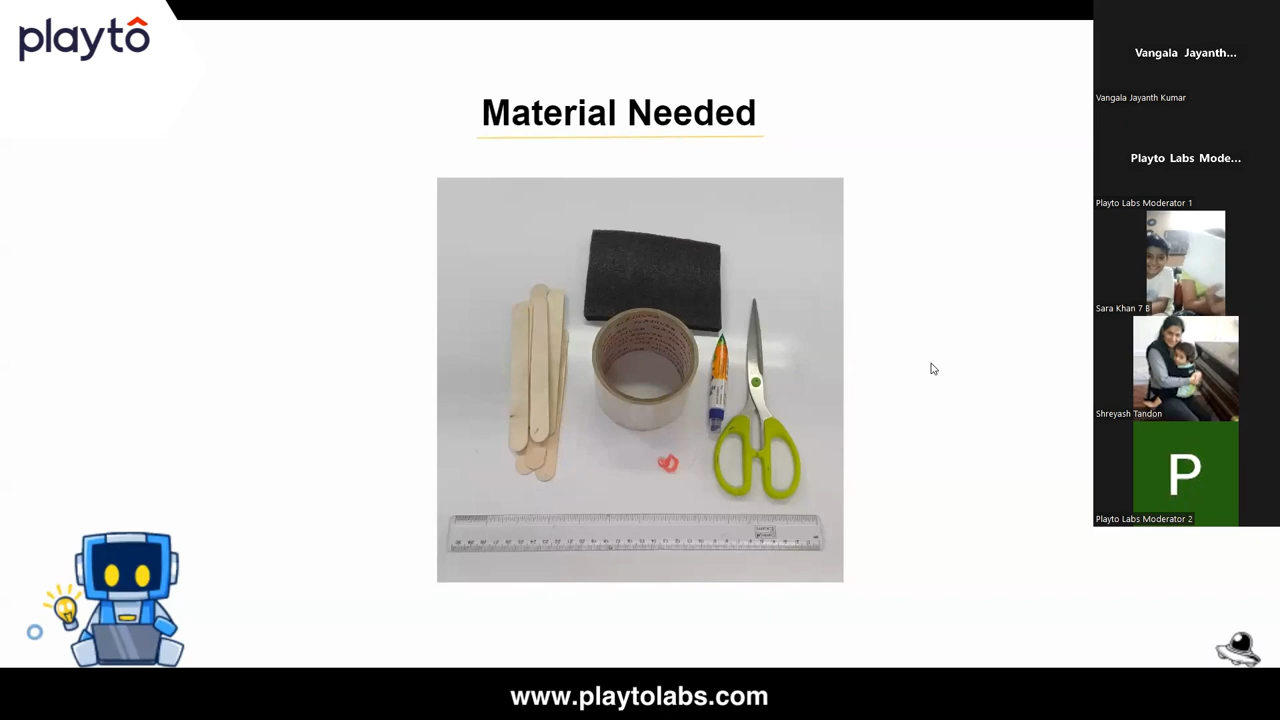 playtô
Material Needed
www.playtolabs.com
Vangala Jayanth...
Vangala Jayanth Kumar
Playto Labs Mode...
Playto Labs Moderator 1
Sara Khan 7 B
Shreyash Tandon
P
Playto Labs Moderator 2